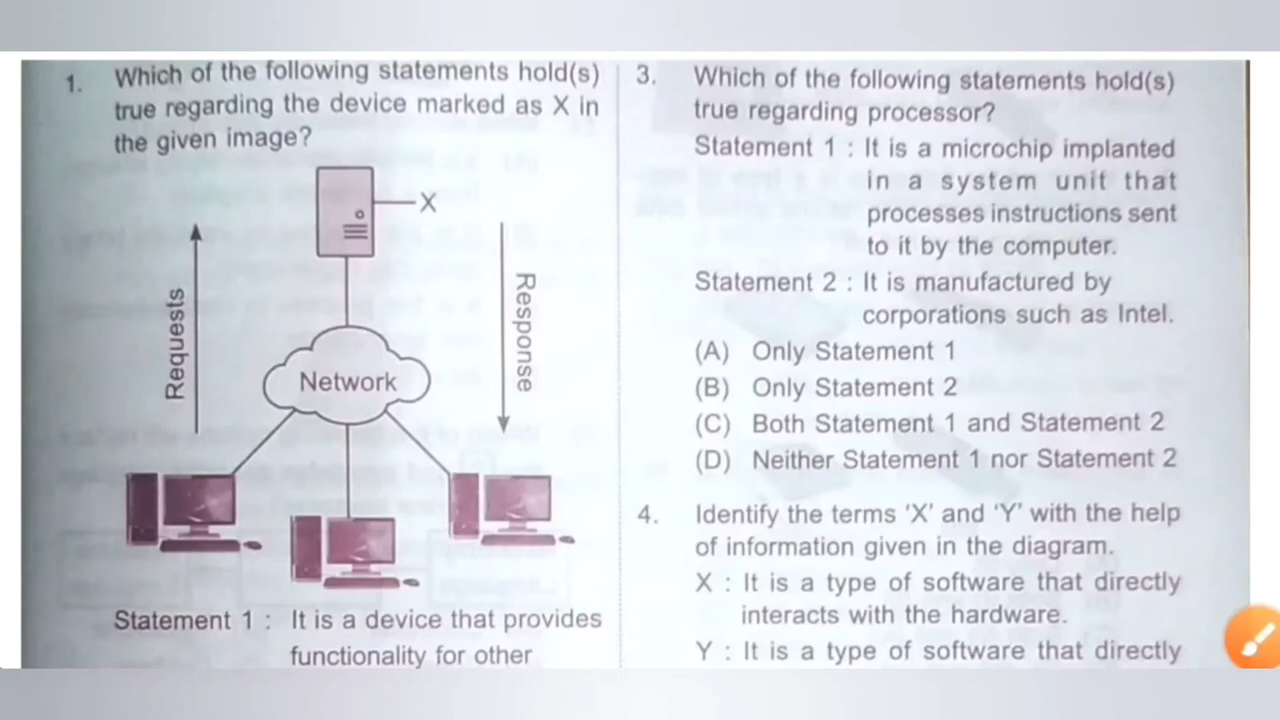 1. Which of the following statements hold(s)
true regarding the device marked as X in
the given image?
X
Requests
Response
Network
Statement 1 : It is a device that provides
functionality for other
3. Which of the following statements hold(s)
true regarding processor?
Statement 1 : It is a microchip implanted
in a system unit that
processes instructions sent
to it by the computer.
Statement 2 : It is manufactured by
corporations such as Intel.
(A) Only Statement 1
(B) Only Statement 2
(C) Both Statement 1 and Statement 2
(D) Neither Statement 1 nor Statement 2
4. Identify the terms 'X' and 'Y' with the help
of information given in the diagram.
X : It is a type of software that directly
interacts with the hardware.
Y : It is a type of software that directly